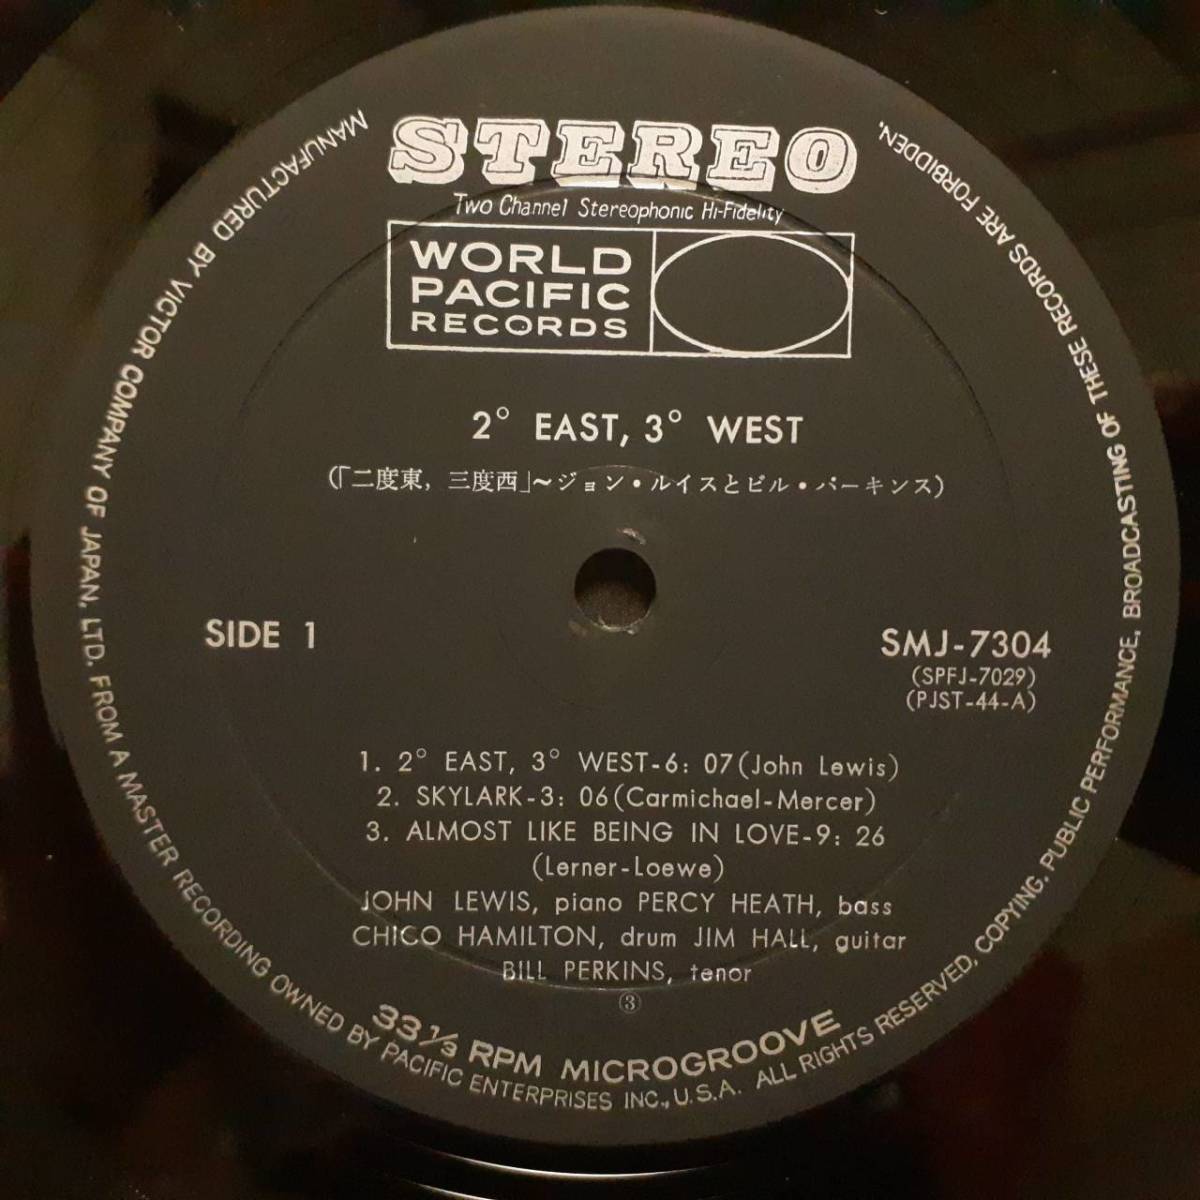 STEREO
Two Channel Stereophonic Hi-Fidelity
WORLD
PACIFIC
RECORDS
2° EAST, 3° WEST
(「二度東, 三度西」~ジョン・ルイスとビル・パーキンス)
SIDE 1
SMJ-7304
(SPFJ-7029)
(PJST-44-A)
1. 2° EAST, 3° WEST-6: 07(John Lewis)
2. SKYLARK-3: 06(Carmichael-Mercer)
3. ALMOST LIKE BEING IN LOVE-9: 26
(Lerner-Loewe)
JOHN LEWIS, piano PERCY HEATH, bass
CHICO HAMILTON, drum JIM HALL, guitar
BILL PERKINS, tenor
③
33 1/3 RPM MICROGROOVE
MANUFACTURED BY VICTOR COMPANY OF JAPAN, LTD. FROM A MASTER RECORDING OWNED BY PACIFIC ENTERPRISES INC., U.S.A. ALL RIGHTS RESERVED, COPYING, PUBLIC PERFORMANCE, BROADCASTING OF THESE RECORDS ARE FORBIDDEN.